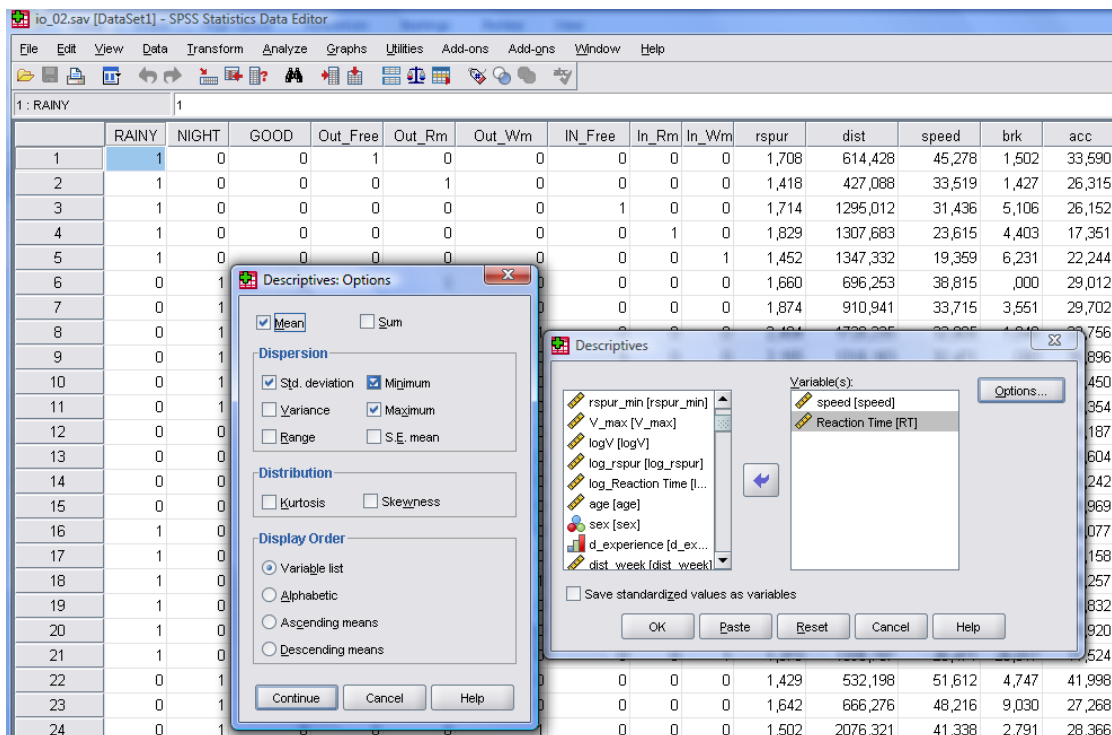 io_02.sav [DataSet1] - SPSS Statistics Data Editor
File Edit View Data Transform Analyze Graphs Utilities Add-ons Add-ons Window Help
1 : RAINY 1
RAINY NIGHT GOOD Out_Free Out_Rm Out_Wm IN_Free In_Rm In_Wm rspur dist speed brk acc
1 1 0 0 1 0 0 0 0 0 1,708 614,428 45,278 1,502 33,590
2 1 0 0 0 1 0 0 0 0 1,418 427,088 33,519 1,427 26,315
3 1 0 0 0 0 0 1 0 0 1,714 1295,012 31,436 5,106 26,152
4 1 0 0 0 0 0 0 1 0 1,829 1307,683 23,615 4,403 17,351
5 1 0 0 0 0 0 0 0 1 1,452 1347,332 19,359 6,231 22,244
6 0 1 0 0 0 1,660 696,253 38,815 ,000 29,012
7 0 1 0 0 0 1,874 910,941 33,715 3,551 29,702
8 0 1 756
9 0 1 896
10 0 1 450
11 0 1 354
12 0 0 187
13 0 0 604
14 0 0 242
15 0 0 969
16 1 0 077
17 1 0 158
18 1 0 257
19 1 0 832
20 1 0 920
21 1 0 524
22 0 1 0 0 0 0 1,429 532,198 51,612 4,747 41,998
23 0 1 0 0 0 1,642 666,276 48,216 9,030 27,268
24 0 1 0 0 0 1,502 2076,321 41,338 2,791 28,366
Descriptives: Options
Mean Sum
Dispersion
Std. deviation Minimum
Variance Maximum
Range S.E. mean
Distribution
Kurtosis Skewness
Display Order
Variable list
Alphabetic
Ascending means
Descending means
Continue Cancel Help
Descriptives
Variable(s):
rspur_min [rspur_min]
V_max [V_max]
logV [logV]
log_rspur [log_rspur]
log_Reaction Time [l...
age [age]
sex [sex]
d_experience [d_ex...
dist_week [dist_week]
speed [speed]
Reaction Time [RT]
Options...
Save standardized values as variables
OK Paste Reset Cancel Help